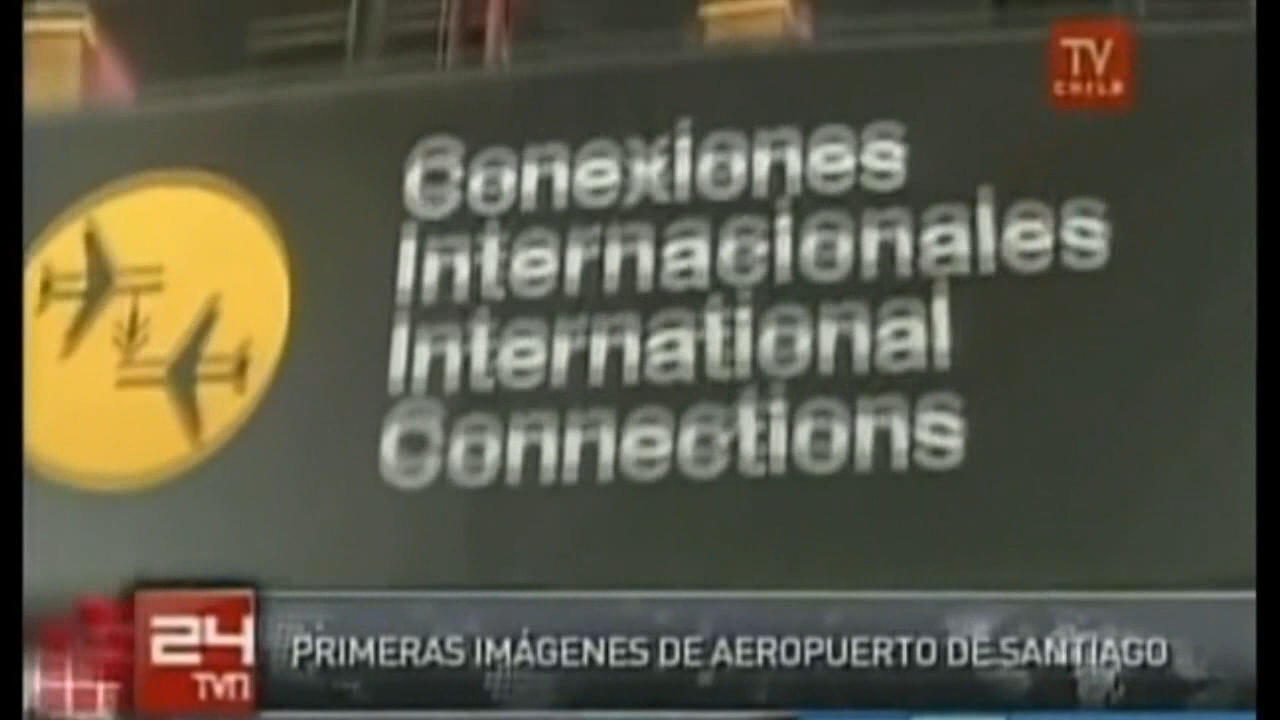 TV
CHILE
Conexiones
Internacionales
International
Connections
24
TVN
PRIMERAS IMÁGENES DE AEROPUERTO DE SANTIAGO